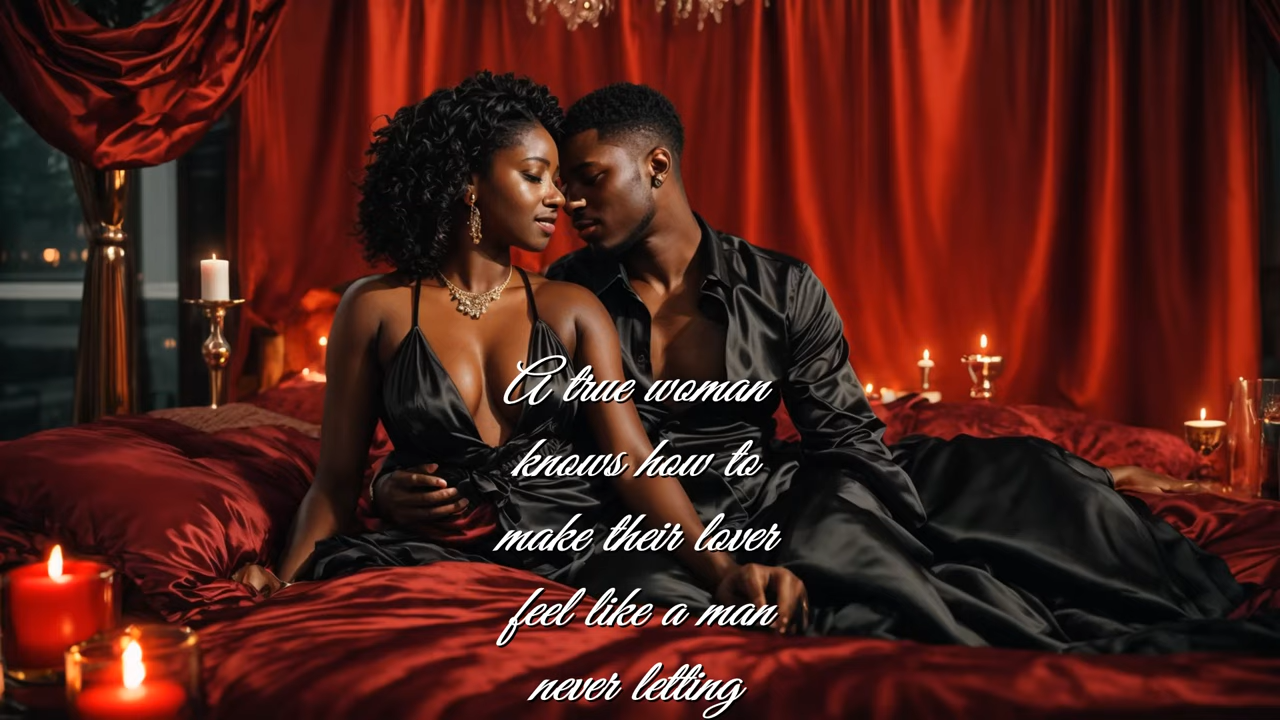 A true woman
knows how to
make their lover
feel like a man
never letting